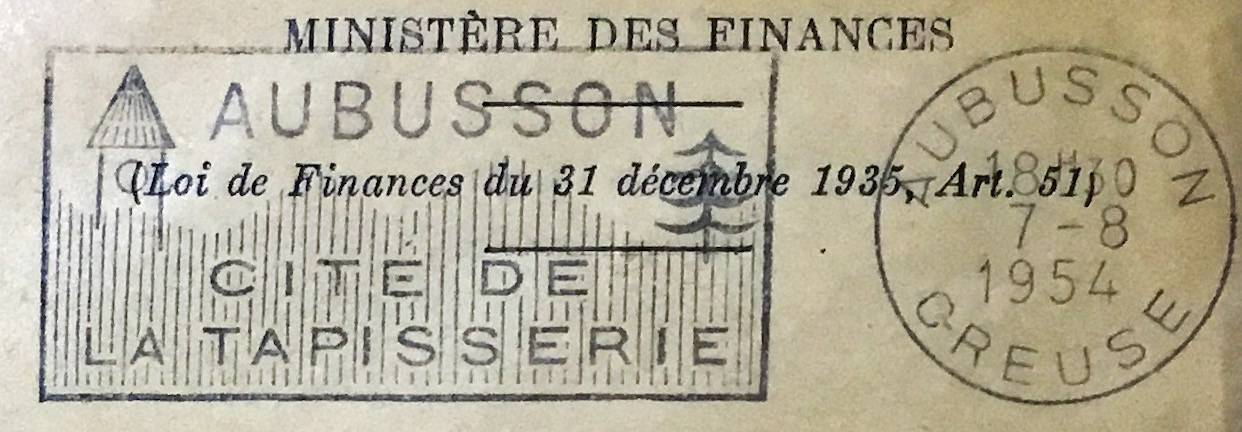 MINISTÈRE DES FINANCES
(Loi de Finances du 31 décembre 1935, Art. 51)
AUBUSSON
CITÉ DE
LA TAPISSERIE
AUBUSSON
18H30
7-8
1954
CREUSE